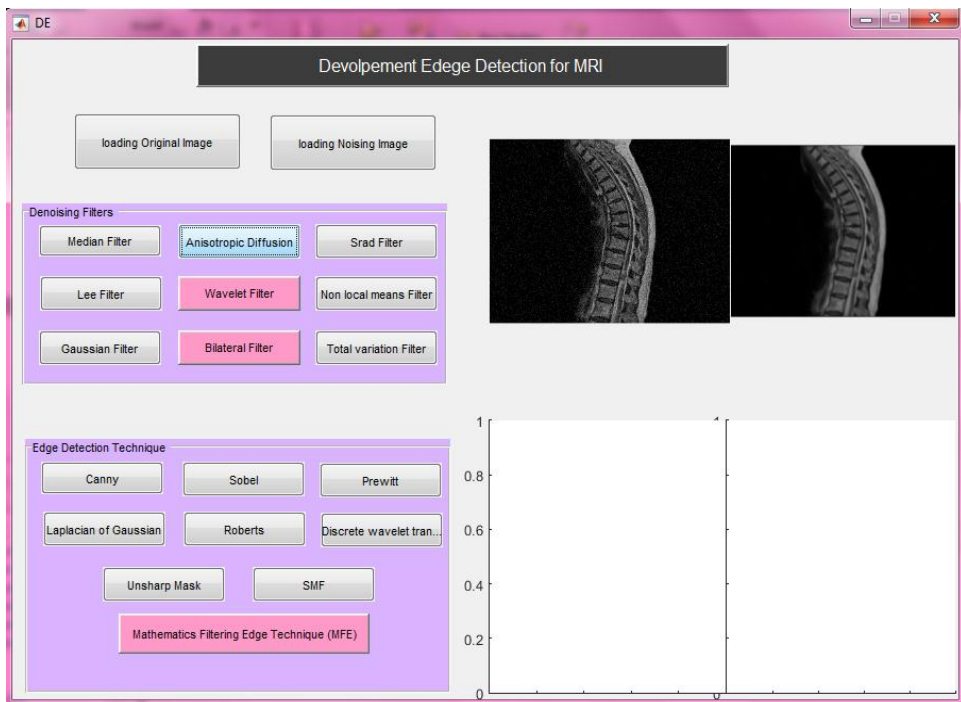 DE
Devolpement Edege Detection for MRI
loading Original Image
loading Noising Image
Denoising Filters
Median Filter
Anisotropic Diffusion
Srad Filter
Lee Filter
Wavelet Filter
Non local means Filter
Gaussian Filter
Bilateral Filter
Total variation Filter
Edge Detection Technique
Canny
Sobel
Prewitt
Laplacian of Gaussian
Roberts
Discrete wavelet tran...
Unsharp Mask
SMF
Mathematics Filtering Edge Technique (MFE)
1
0.8
0.6
0.4
0.2
0